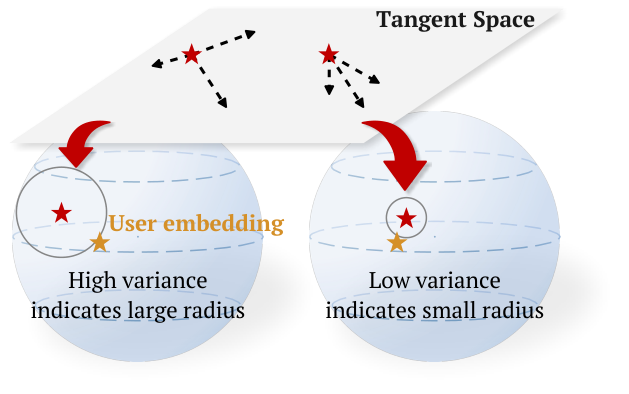 Tangent Space
User embedding
High variance
indicates large radius
Low variance
indicates small radius